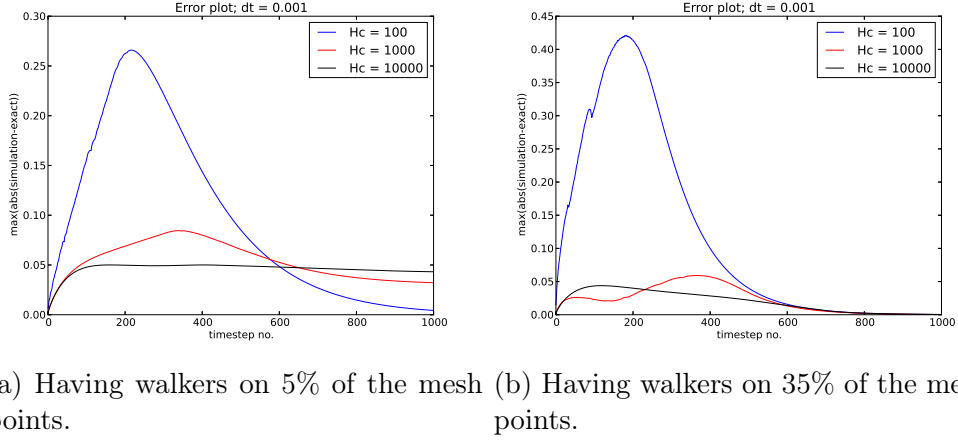 Error plot; dt = 0.001
0.30
0.25
0.20
0.15
0.10
0.05
0.00
max(abs(simulation-exact))
Hc = 100
Hc = 1000
Hc = 10000
0 200 400 600 800 1000
timestep no.
Error plot; dt = 0.001
0.45
0.40
0.35
0.30
0.25
0.20
0.15
0.10
0.05
0.00
max(abs(simulation-exact))
Hc = 100
Hc = 1000
Hc = 10000
0 200 400 600 800 1000
timestep no.
a) Having walkers on 5% of the mesh
points.
(b) Having walkers on 35% of the me
points.